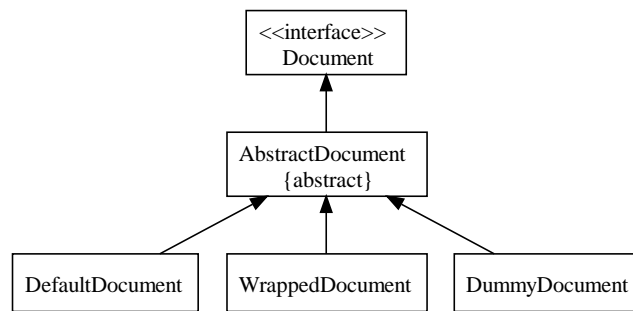 <<interface>>
Document
AbstractDocument
{abstract}
DefaultDocument
WrappedDocument
DummyDocument